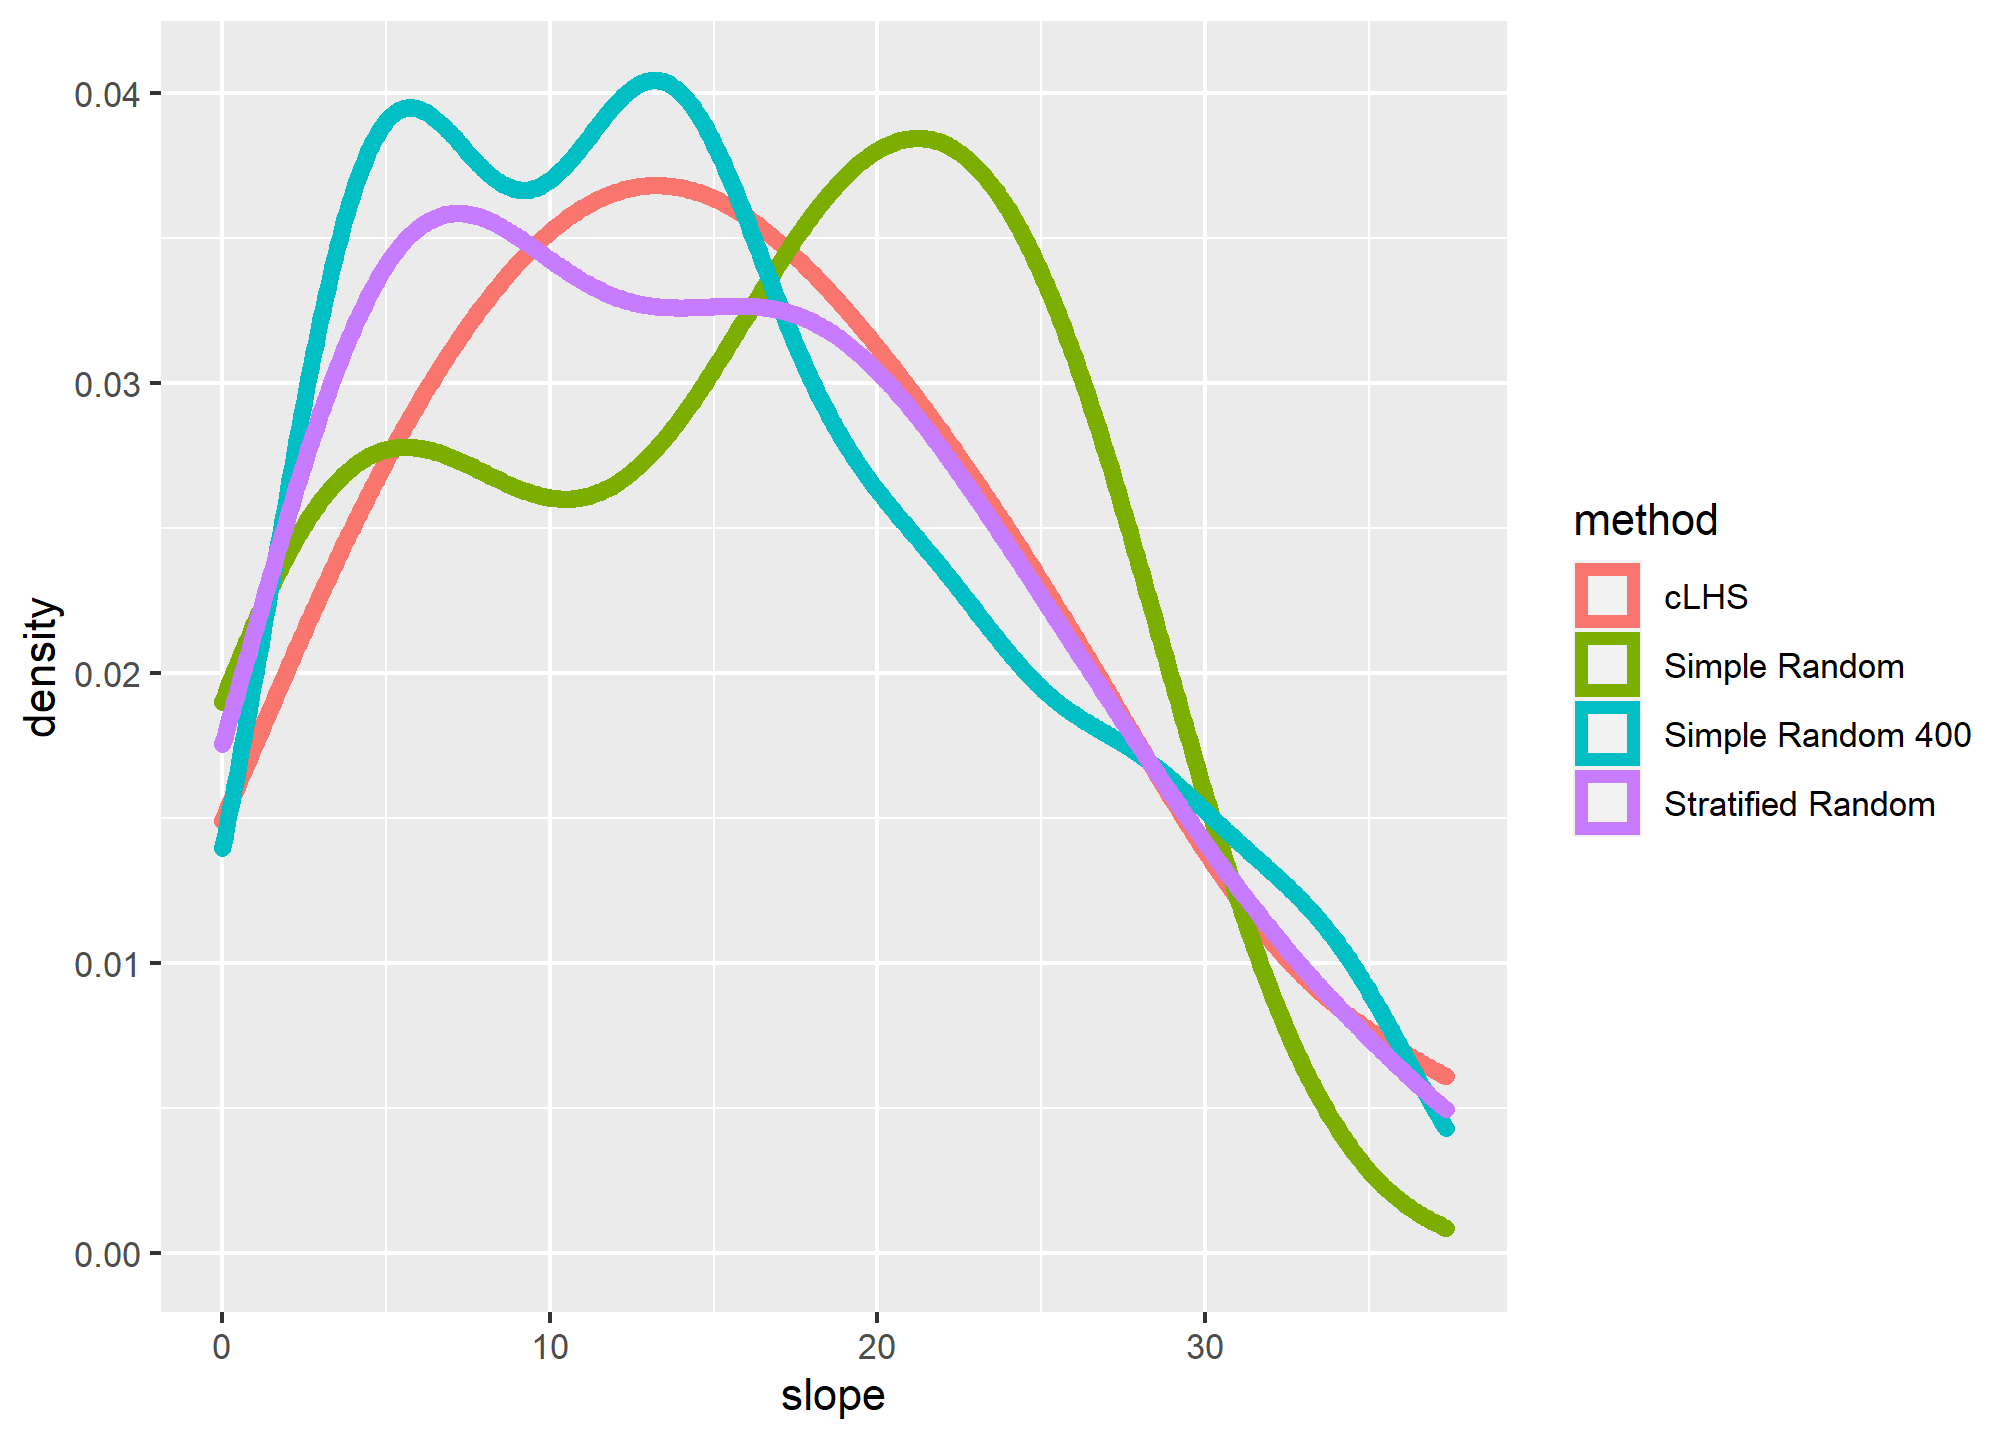 0.04
0.03
0.02
0.01
0.00
density
0
10
20
30
slope
method
cLHS
Simple Random
Simple Random 400
Stratified Random